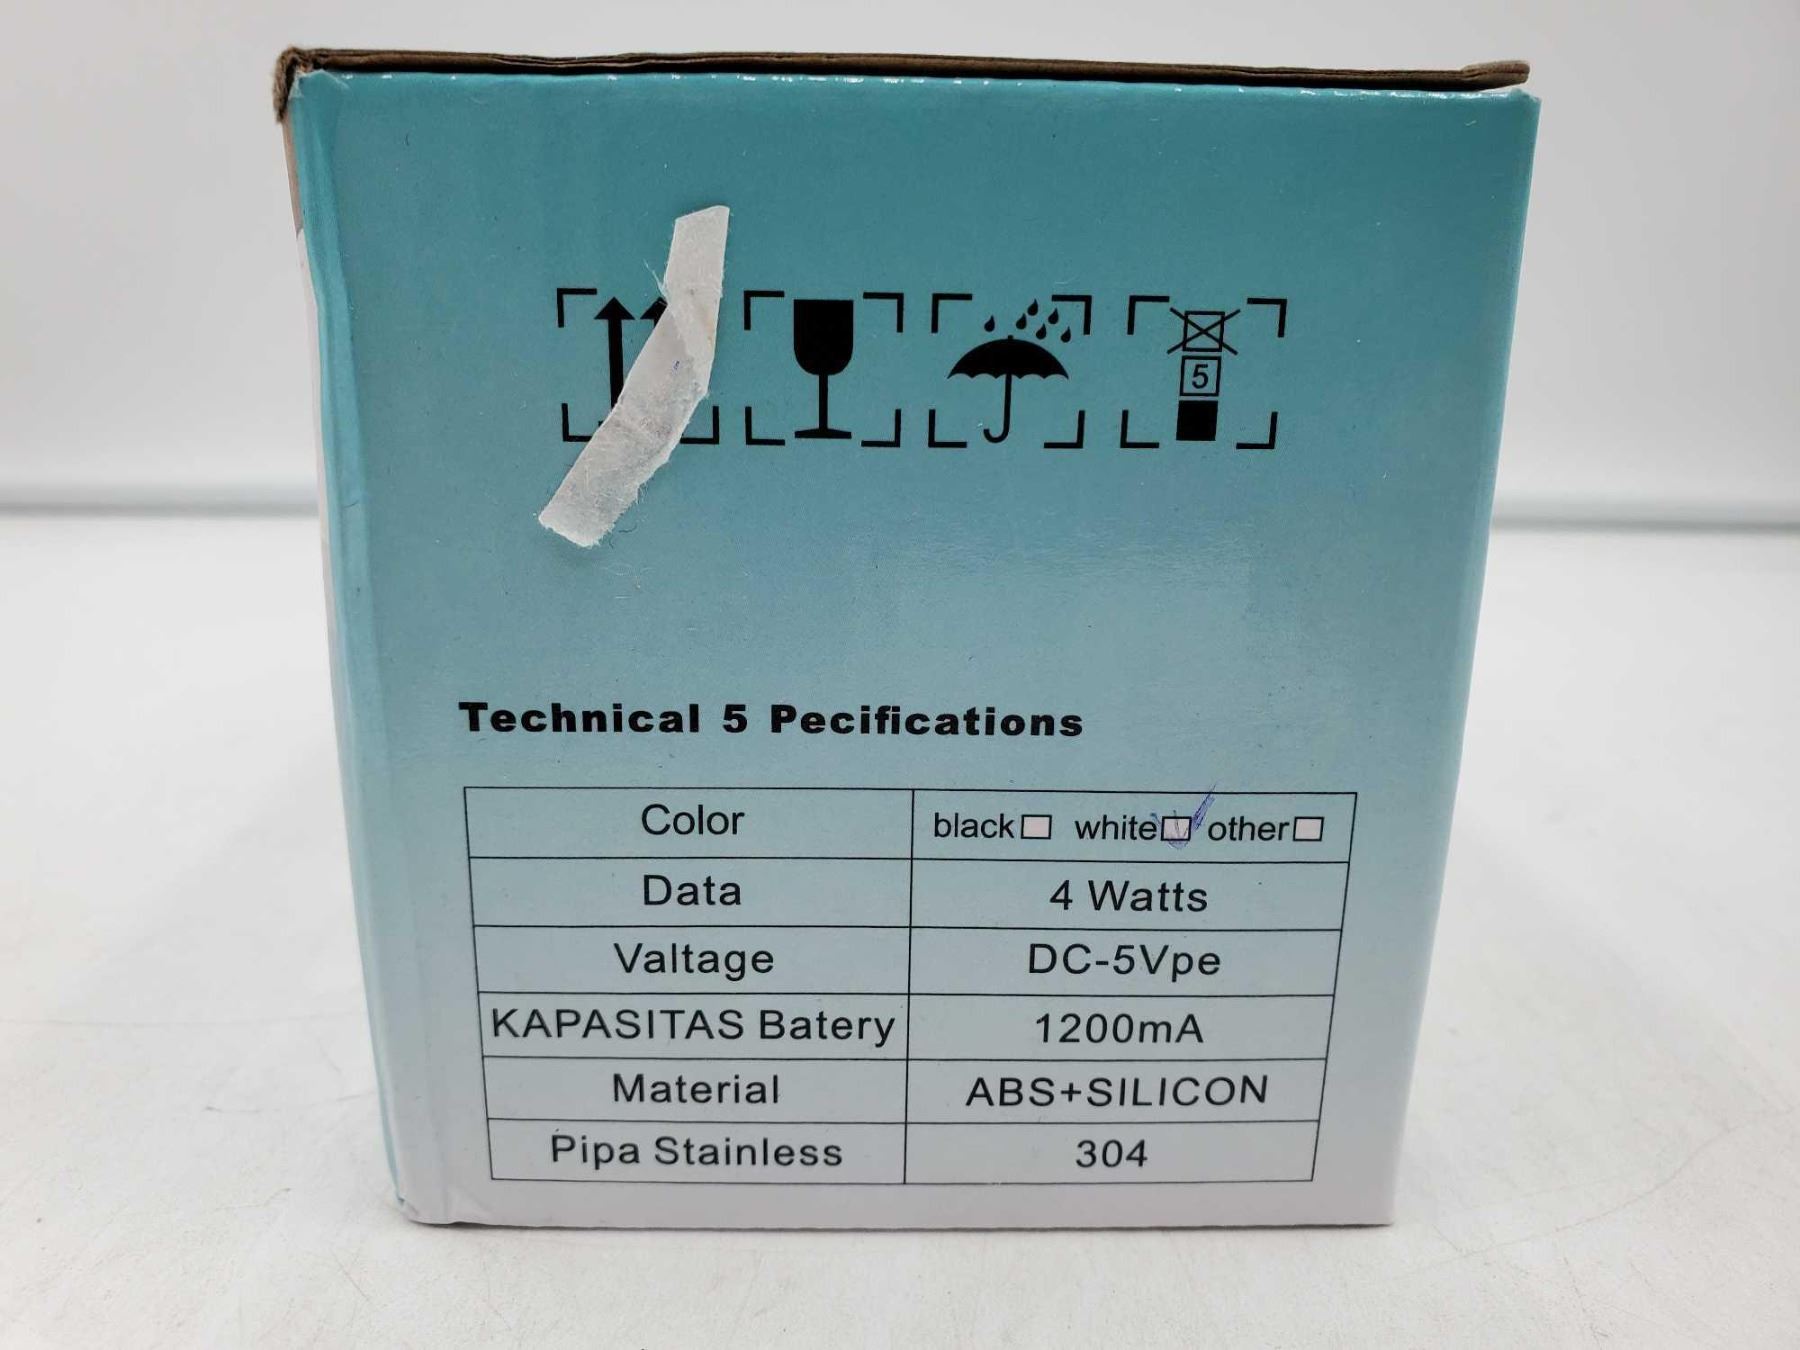 5
Technical 5 Pecifications
Color black white other
Data 4 Watts
Valtage DC-5Vpe
KAPASITAS Batery 1200mA
Material ABS+SILICON
Pipa Stainless 304